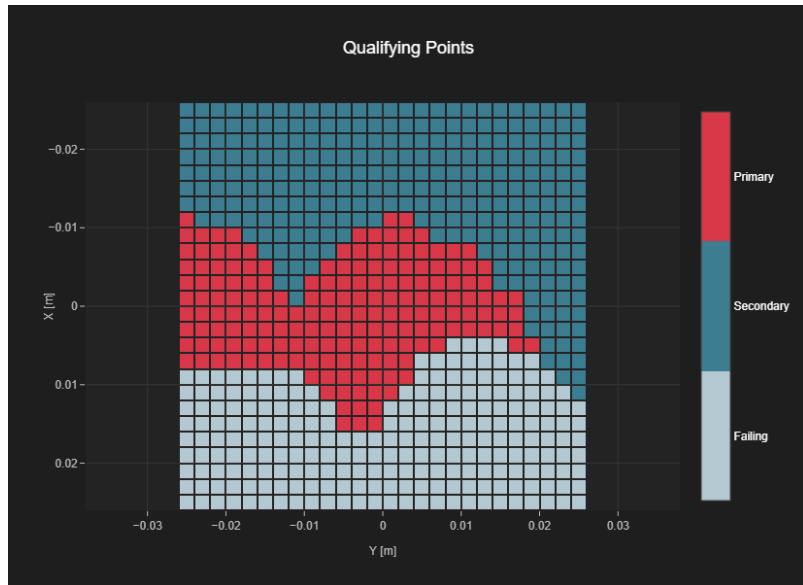 Qualifying Points
−0.02
−0.01
0
0.01
0.02
X [m]
−0.03
−0.02
−0.01
0
0.01
0.02
0.03
Y [m]
Primary
Secondary
Failing